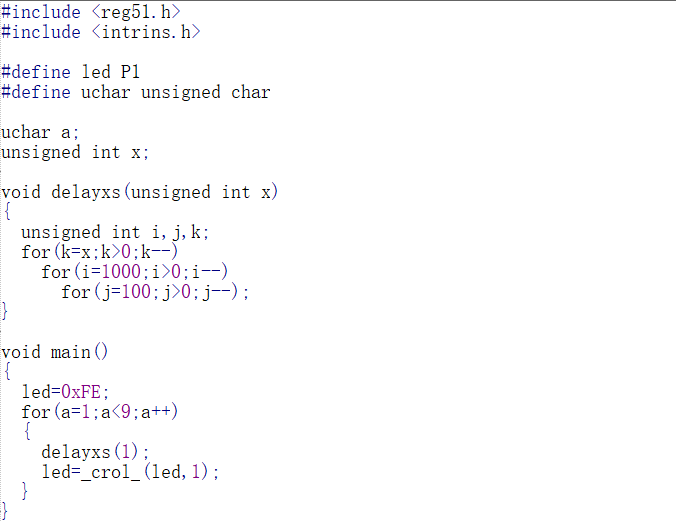 #include <reg51.h>
#include <intrins.h>
#define led P1
#define uchar unsigned char
uchar a;
unsigned int x;
void delayxs(unsigned int x)
{
unsigned int i,j,k;
for(k=x;k>0;k--)
for(i=1000;i>0;i--)
for(j=100;j>0;j--);
}
void main()
{
led=0xFE;
for(a=1;a<9;a++)
{
delayxs(1);
led=_crol_(led,1);
}
}